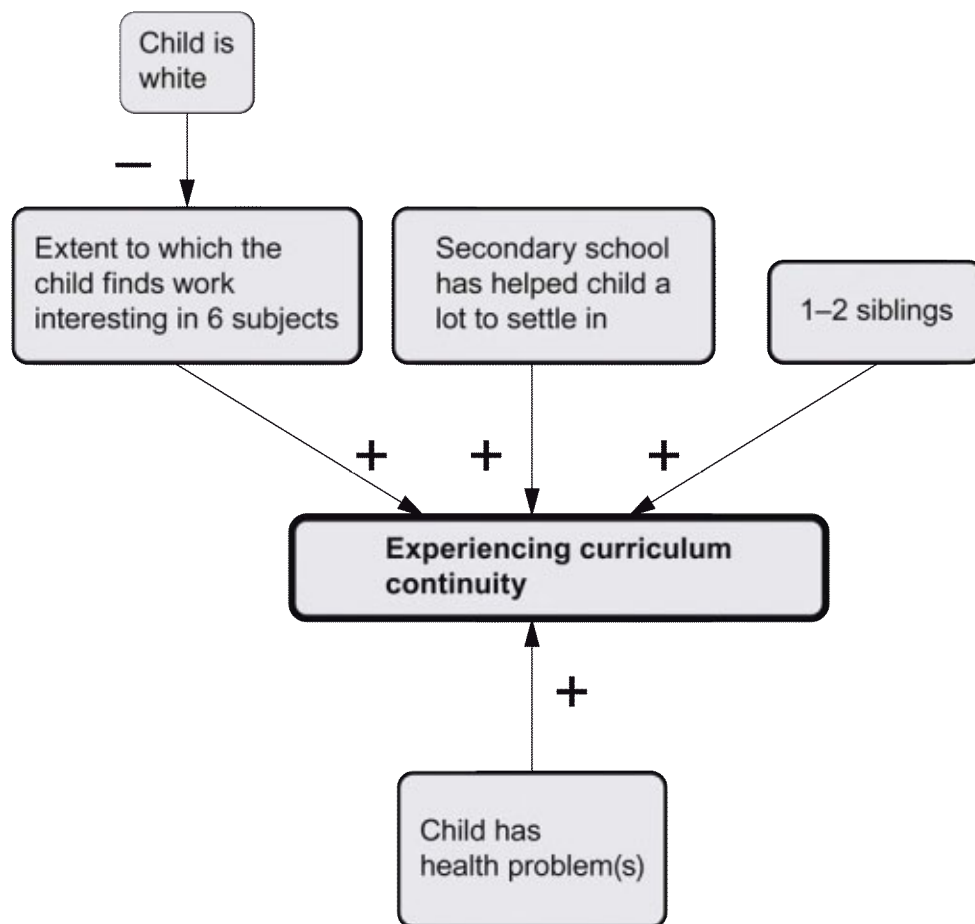 Child is
white
−
Extent to which the
child finds work
interesting in 6 subjects
Secondary school
has helped child a
lot to settle in
1–2 siblings
+
+
+
Experiencing curriculum
continuity
+
Child has
health problem(s)